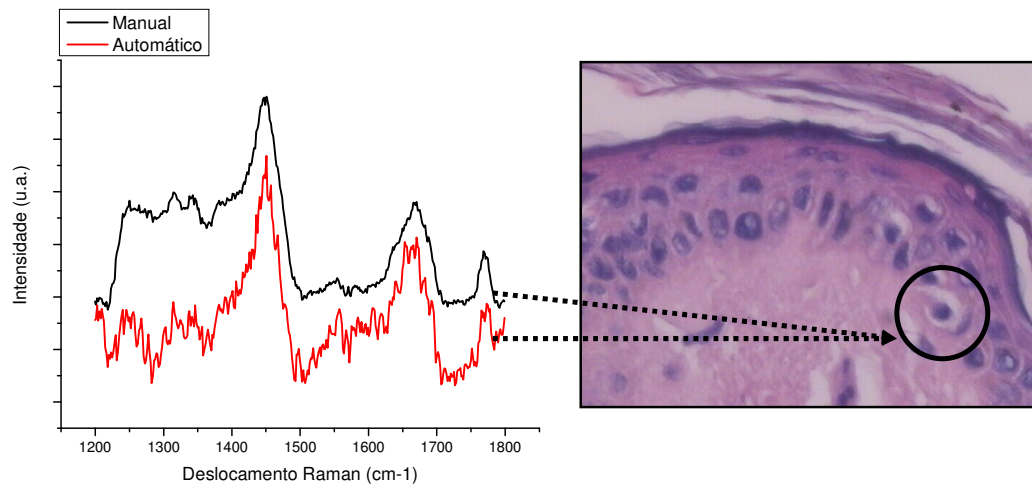 Manual
Automático
Intensidade (u.a.)
1200 1300 1400 1500 1600 1700 1800
Deslocamento Raman (cm-1)